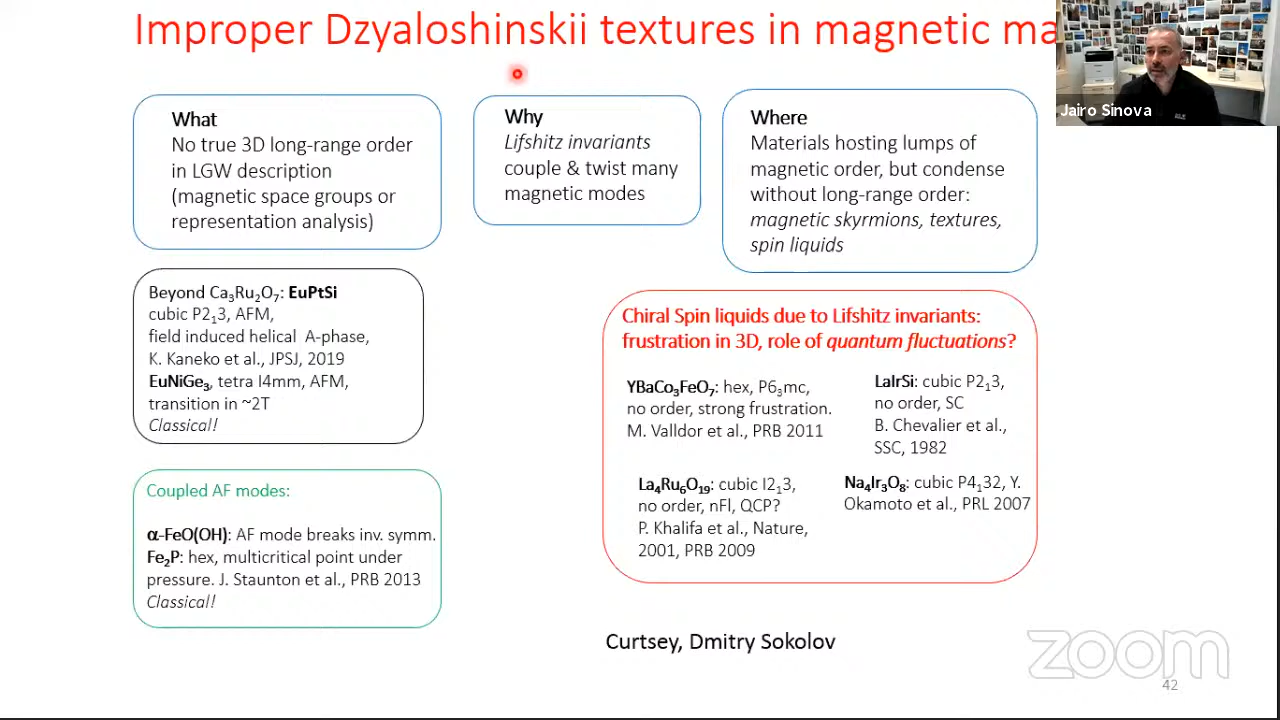 Improper Dzyaloshinskii textures in magnetic ma
Jairo Sinova
What
No true 3D long-range order
in LGW description
(magnetic space groups or
representation analysis)
Why
Lifshitz invariants
couple & twist many
magnetic modes
Where
Materials hosting lumps of
magnetic order, but condense
without long-range order:
magnetic skyrmions, textures,
spin liquids
Beyond Ca₃Ru₂O₇: EuPtSi
cubic P2₁3, AFM,
field induced helical A-phase,
K. Kaneko et al., JPSJ, 2019
EuNiGe₃, tetra I4mm, AFM,
transition in ~2T
Classical!
Chiral Spin liquids due to Lifshitz invariants:
frustration in 3D, role of quantum fluctuations?
YBaCo₃FeO₇: hex, P6₃mc,
no order, strong frustration.
M. Valldor et al., PRB 2011
LaIrSi: cubic P2₁3,
no order, SC
B. Chevalier et al.,
SSC, 1982
La₄Ru₆O₁₉: cubic I2₁3,
no order, nFl, QCP?
P. Khalifa et al., Nature,
2001, PRB 2009
Na₄Ir₃O₈: cubic P4₁32, Y.
Okamoto et al., PRL 2007
Coupled AF modes:
α-FeO(OH): AF mode breaks inv. symm.
Fe₂P: hex, multicritical point under
pressure. J. Staunton et al., PRB 2013
Classical!
Curtsey, Dmitry Sokolov
zoom
42